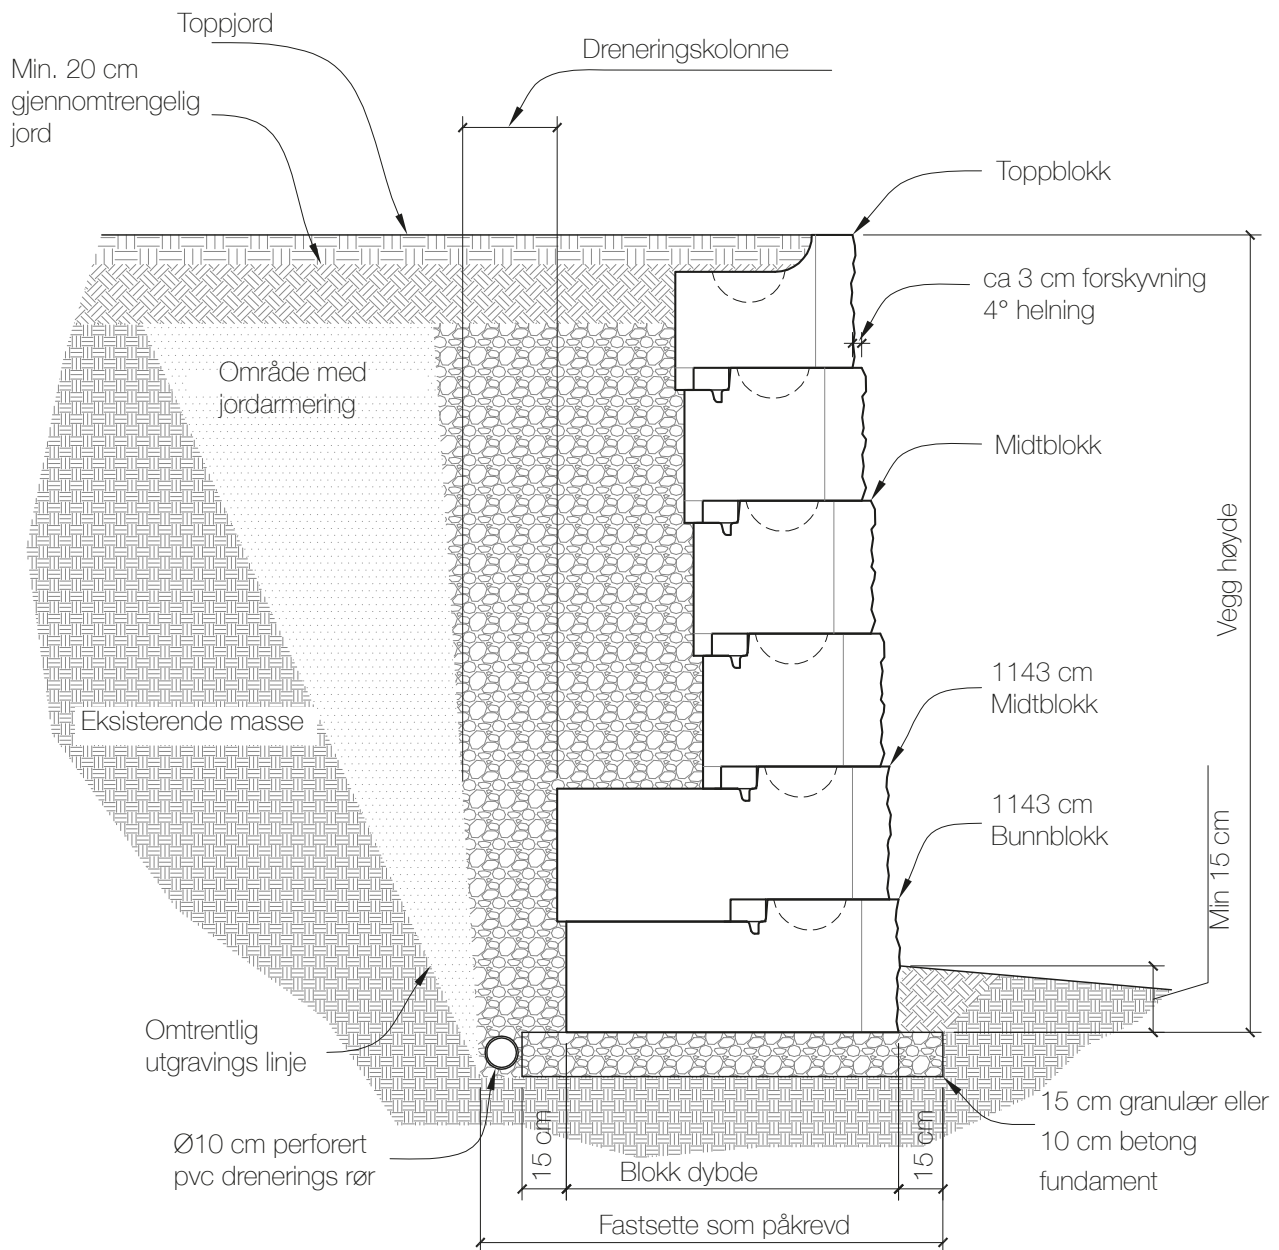 Toppjord
Dreneringskolonne
Min. 20 cm
gjennomtrengelig
jord
Toppblokk
ca 3 cm forskyvning
4° helning
Område med
jordarmering
Midtblokk
Vegg høyde
1143 cm
Midtblokk
Eksisterende masse
1143 cm
Bunnblokk
Min 15 cm
Omtrentlig
utgravings linje
15 cm granulær eller
10 cm betong
fundament
Ø10 cm perforert
pvc drenerings rør
15 cm
Blokk dybde
15 cm
Fastsette som påkrevd